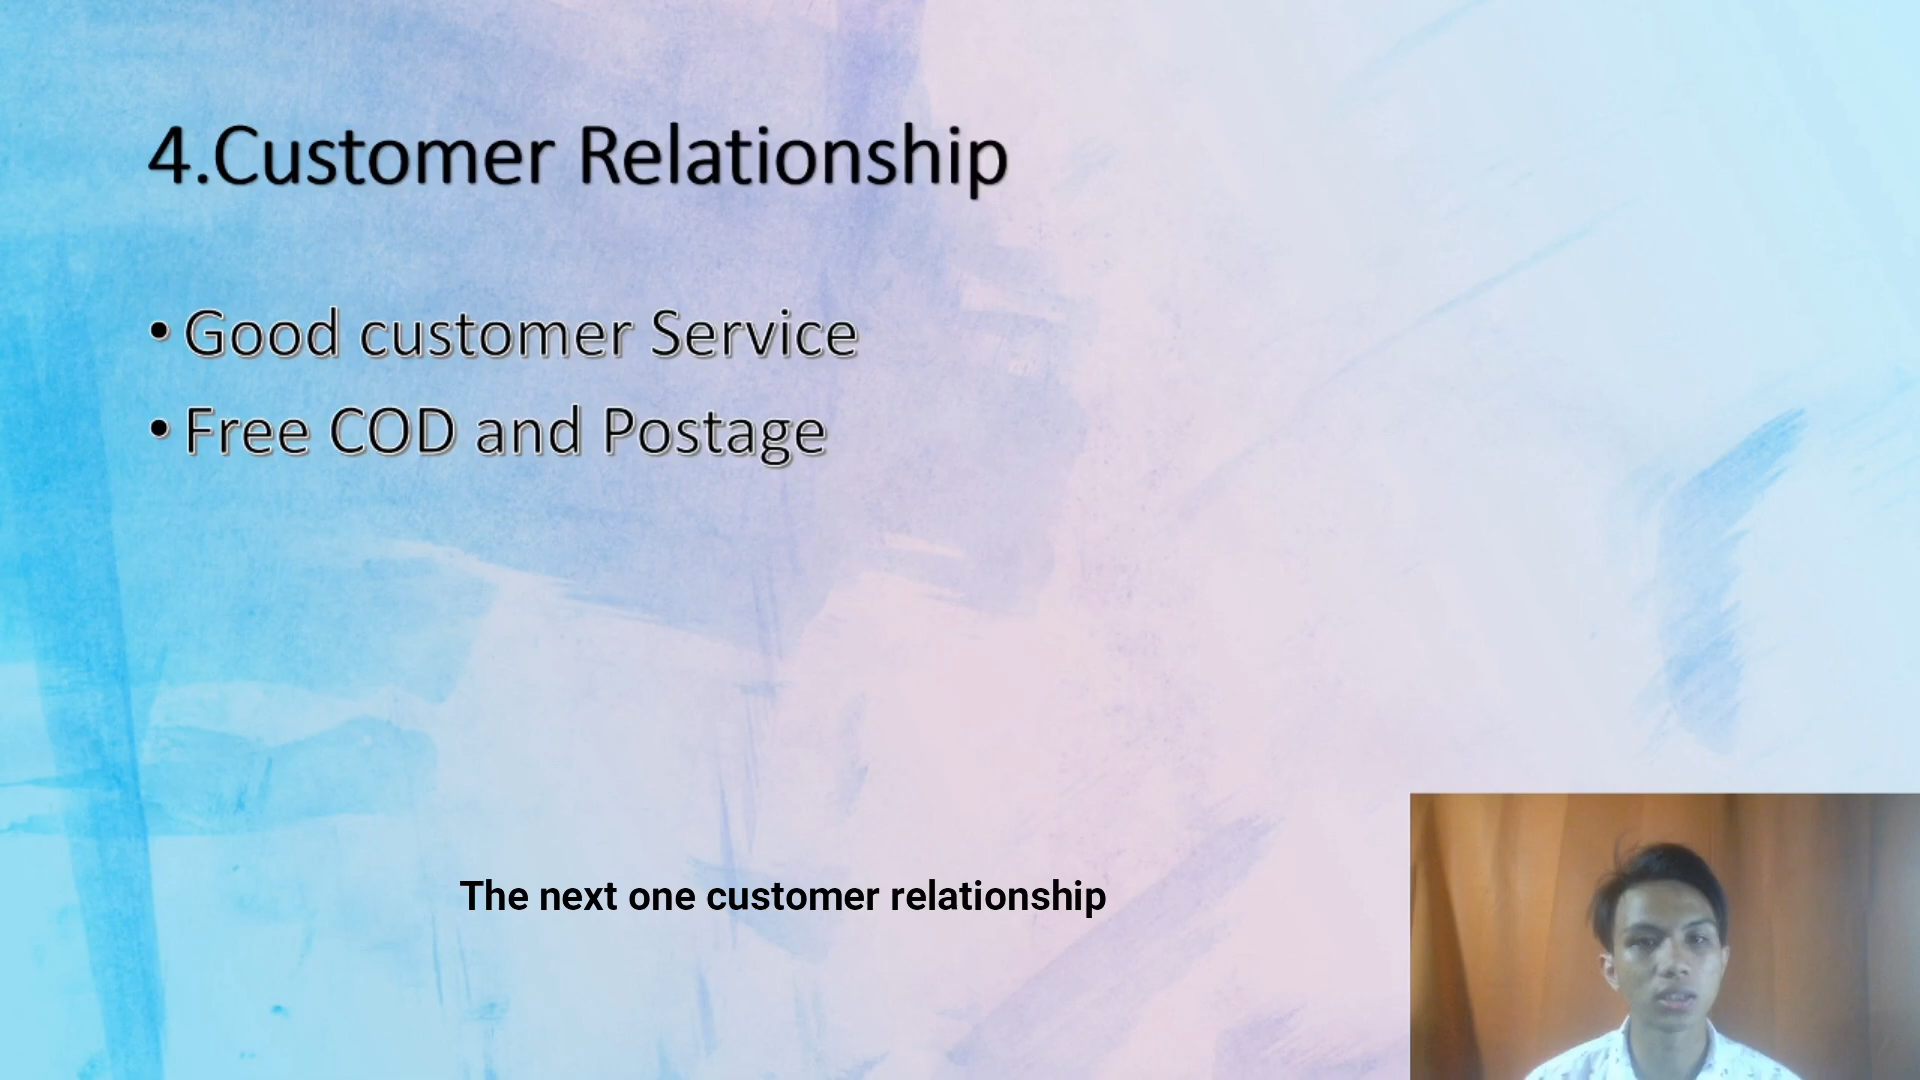 4.Customer Relationship
• Good customer Service
• Free COD and Postage
The next one customer relationship